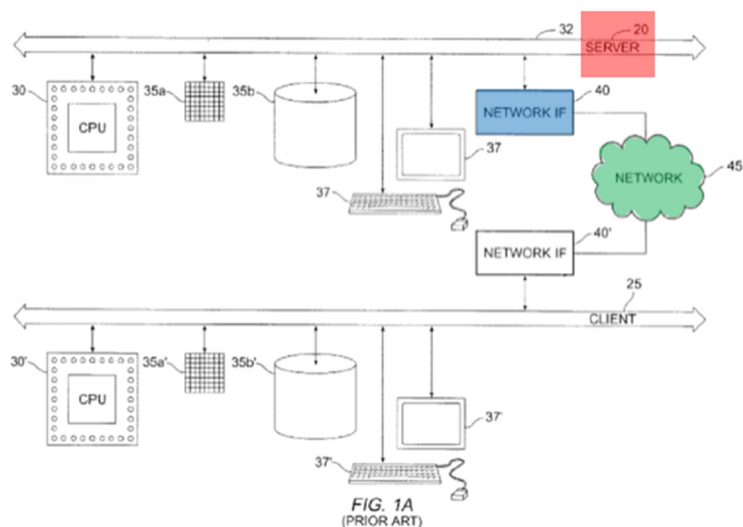 32
20
SERVER
30
35a
35b
40
CPU
NETWORK IF
37
NETWORK
45
37
40'
NETWORK IF
25
CLIENT
30'
35a'
35b'
CPU
37'
37'
FIG. 1A
(PRIOR ART)